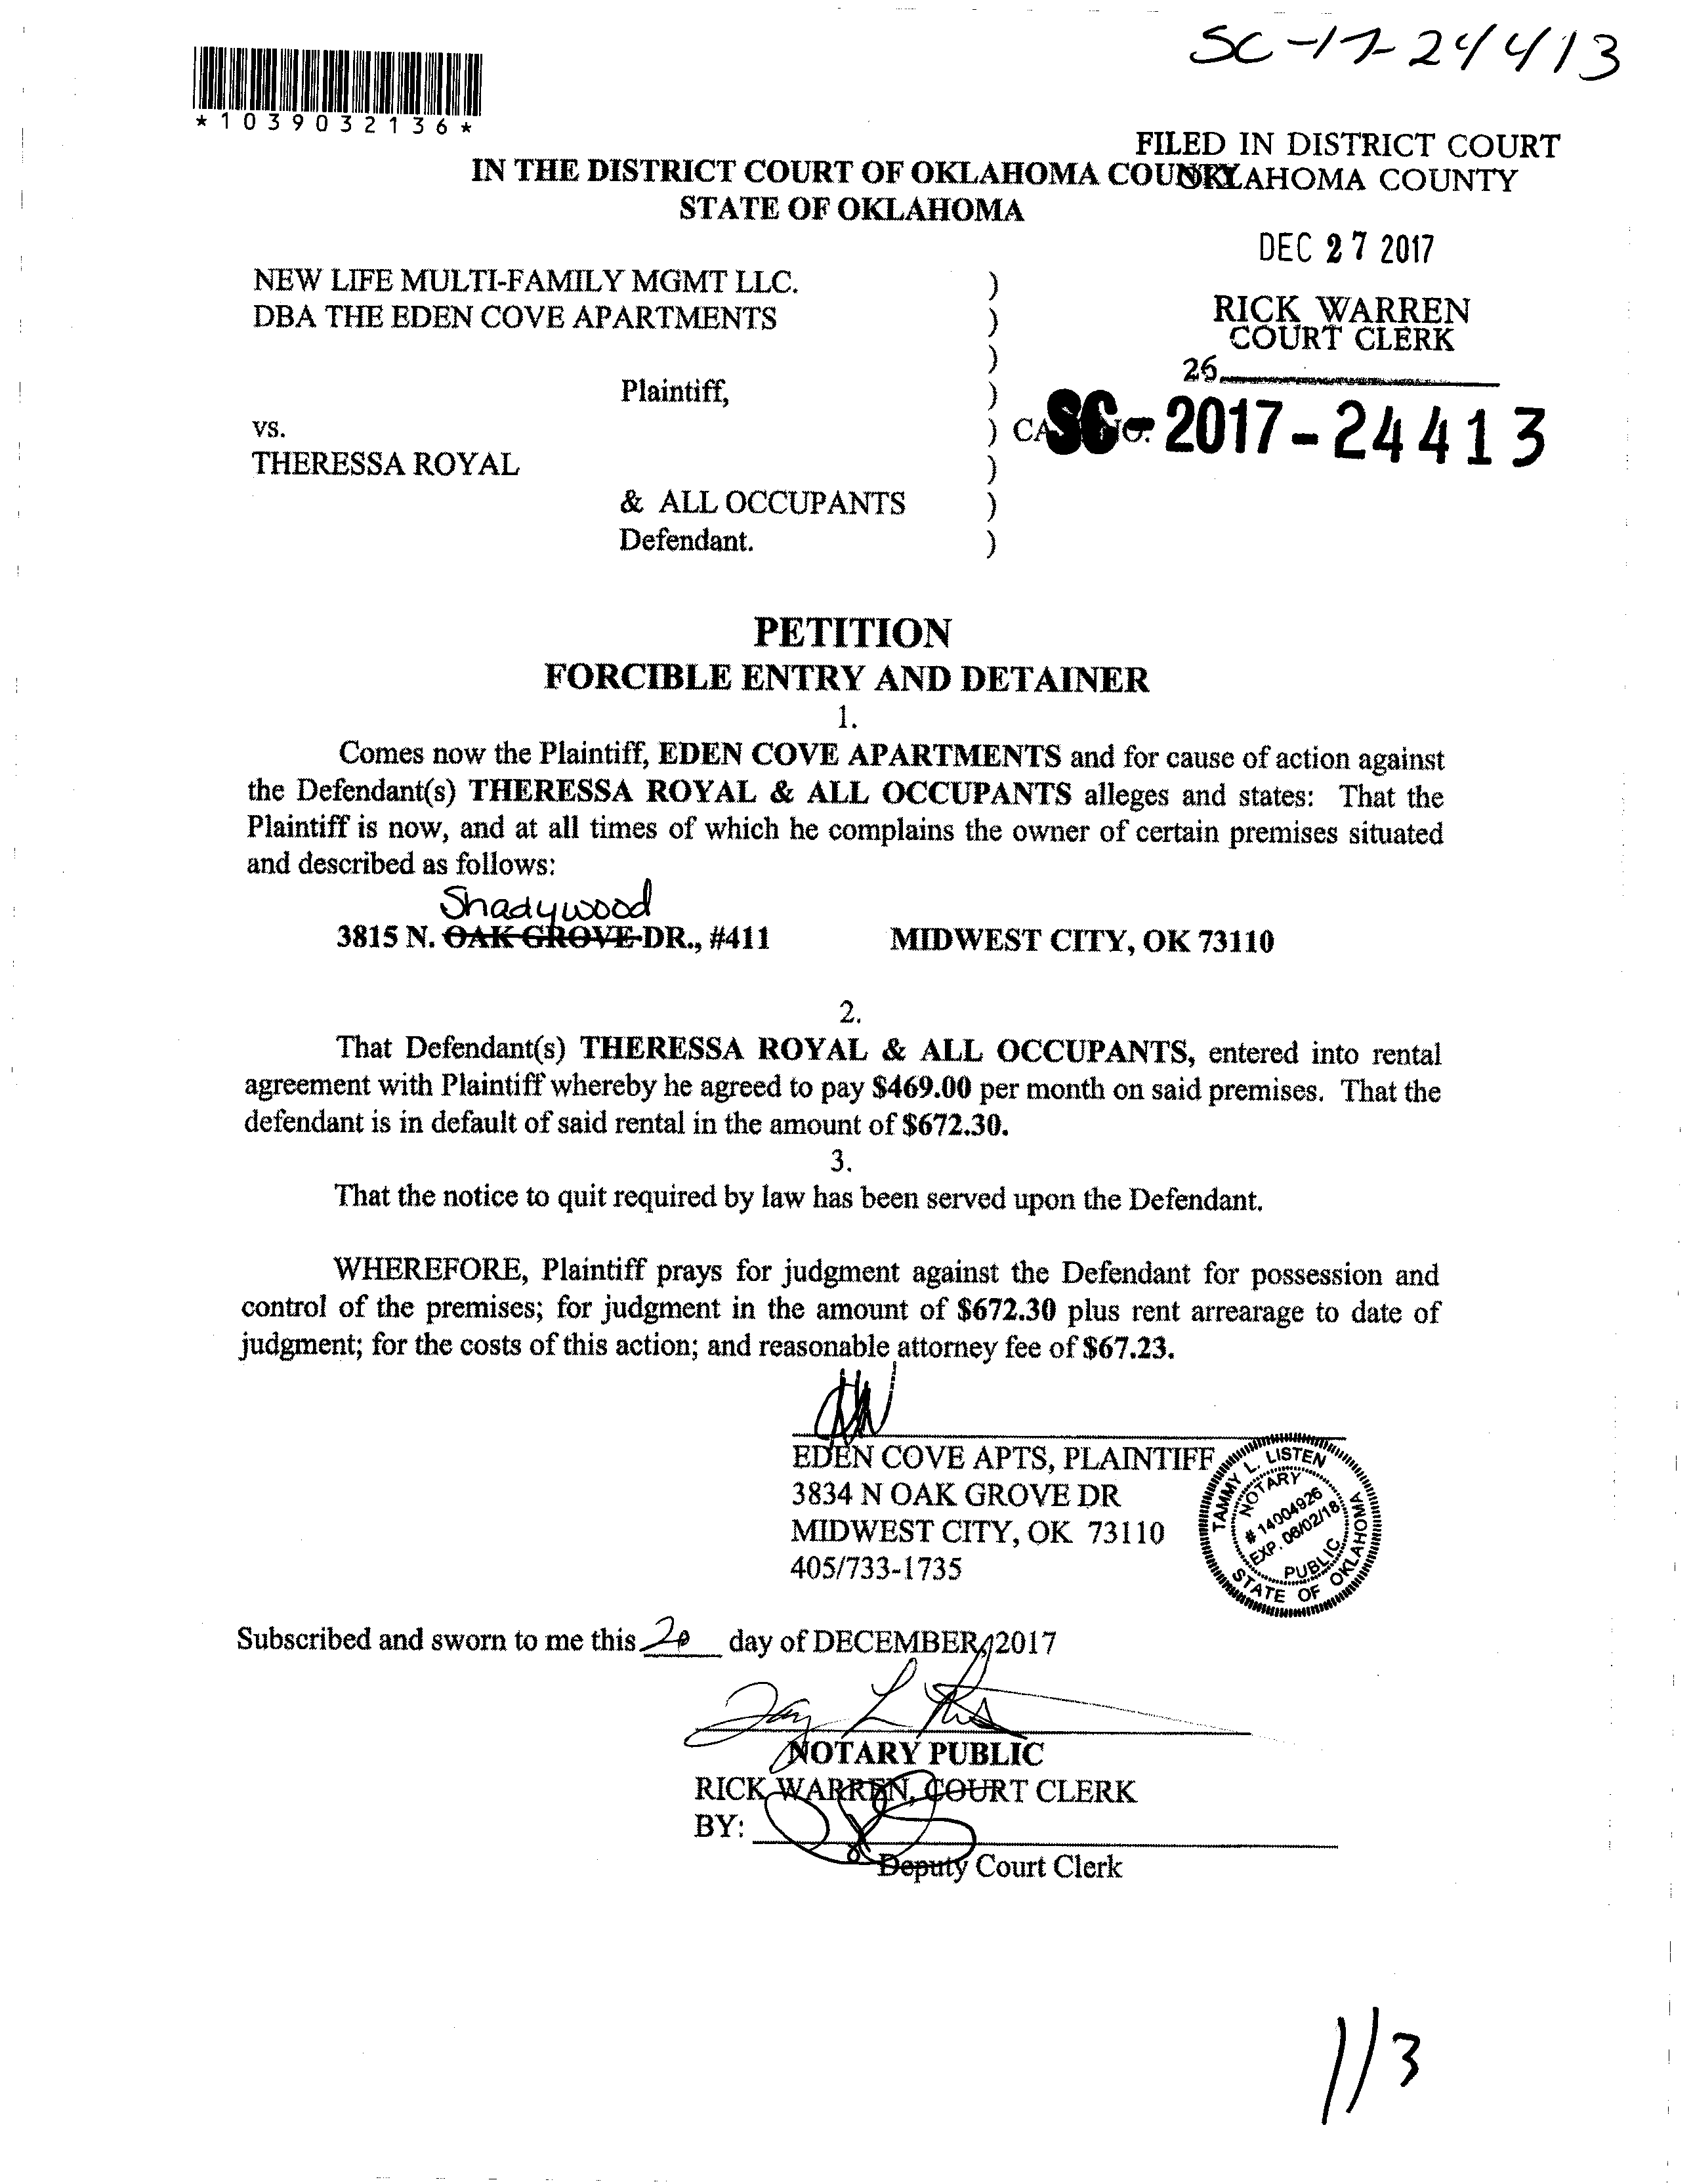 SC-17-24413
*1039032136*
FILED IN DISTRICT COURT
OKLAHOMA COUNTY
IN THE DISTRICT COURT OF OKLAHOMA COUNTY
STATE OF OKLAHOMA
DEC 27 2017
NEW LIFE MULTI-FAMILY MGMT LLC. )
DBA THE EDEN COVE APARTMENTS )
RICK WARREN
COURT CLERK
)
26
Plaintiff, )
vs. ) CASE NO. SC-2017-24413
THERESSA ROYAL )
& ALL OCCUPANTS )
Defendant. )
PETITION
FORCIBLE ENTRY AND DETAINER
1.
Comes now the Plaintiff, EDEN COVE APARTMENTS and for cause of action against
the Defendant(s) THERESSA ROYAL & ALL OCCUPANTS alleges and states: That the
Plaintiff is now, and at all times of which he complains the owner of certain premises situated
and described as follows:
Shadywood
3815 N. OAK GROVE DR., #411 MIDWEST CITY, OK 73110
2.
That Defendant(s) THERESSA ROYAL & ALL OCCUPANTS, entered into rental
agreement with Plaintiff whereby he agreed to pay $469.00 per month on said premises. That the
defendant is in default of said rental in the amount of $672.30.
3.
That the notice to quit required by law has been served upon the Defendant.
WHEREFORE, Plaintiff prays for judgment against the Defendant for possession and
control of the premises; for judgment in the amount of $672.30 plus rent arrearage to date of
judgment; for the costs of this action; and reasonable attorney fee of $67.23.
EDEN COVE APTS, PLAINTIFF
3834 N OAK GROVE DR
MIDWEST CITY, OK 73110
405/733-1735
TAMMY L. LISTEN
NOTARY
# 14004926
EXP. 06/02/18
PUBLIC
STATE OF OKLAHOMA
Subscribed and sworn to me this 20 day of DECEMBER, 2017
NOTARY PUBLIC
RICK WARREN, COURT CLERK
BY:
Deputy Court Clerk
1/3